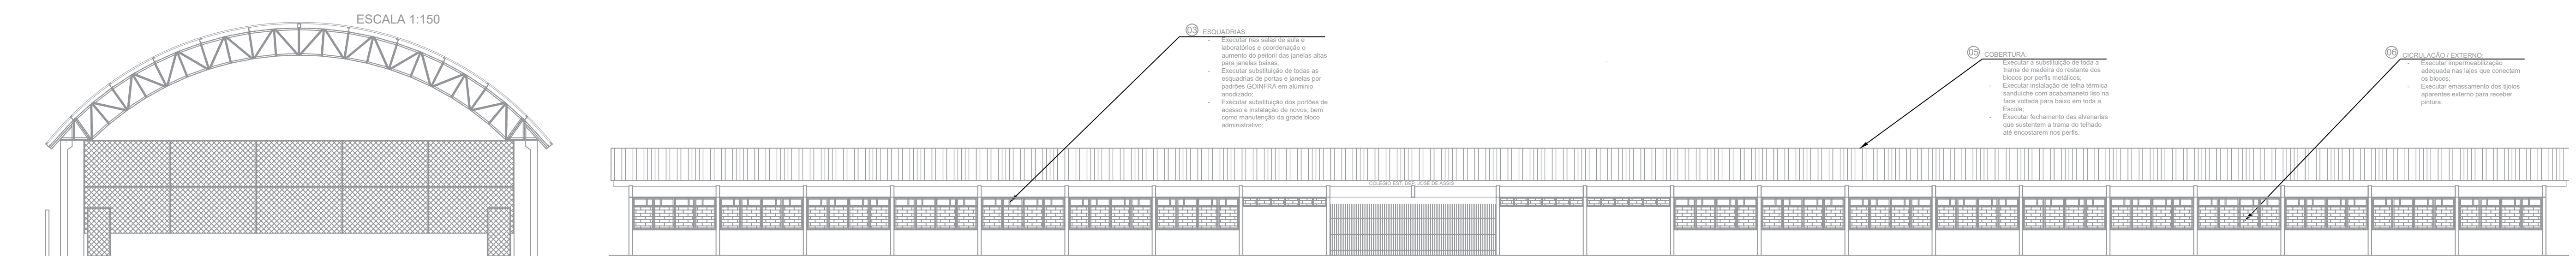 ESCALA 1:150
03 ESQUADRIAS:
- Executar nas salas de aula e
laboratórios e coordenação o
aumento do peitoril das janelas altas
para janelas baixas;
- Executar substituição de todas as
esquadrias de portas e janelas por
padrões GOINFRA em alúminio
anodizado;
- Executar substituição dos portões de
acesso e instalação de novos, bem
como manutenção da grade bloco
administrativo;
05 COBERTURA:
- Executar a substituição de toda a
trama de madeira do restante dos
blocos por perfis metálicos;
- Executar instalação de telha térmica
sanduíche com acabamaneto liso na
face voltada para baixo em toda a
Escola;
- Executar fechamento das alvenarias
que sustentem a trama do telhado
até encostarem nos perfis.
06 CICRULAÇÃO / EXTERNO:
- Executar impermeabilização
adequada nas lajes que conectam
os blocos;
- Executar emassamento dos tijolos
aparentes externo para receber
pintura.
COLÉGIO EST. DEP. JOSÉ DE ASSIS